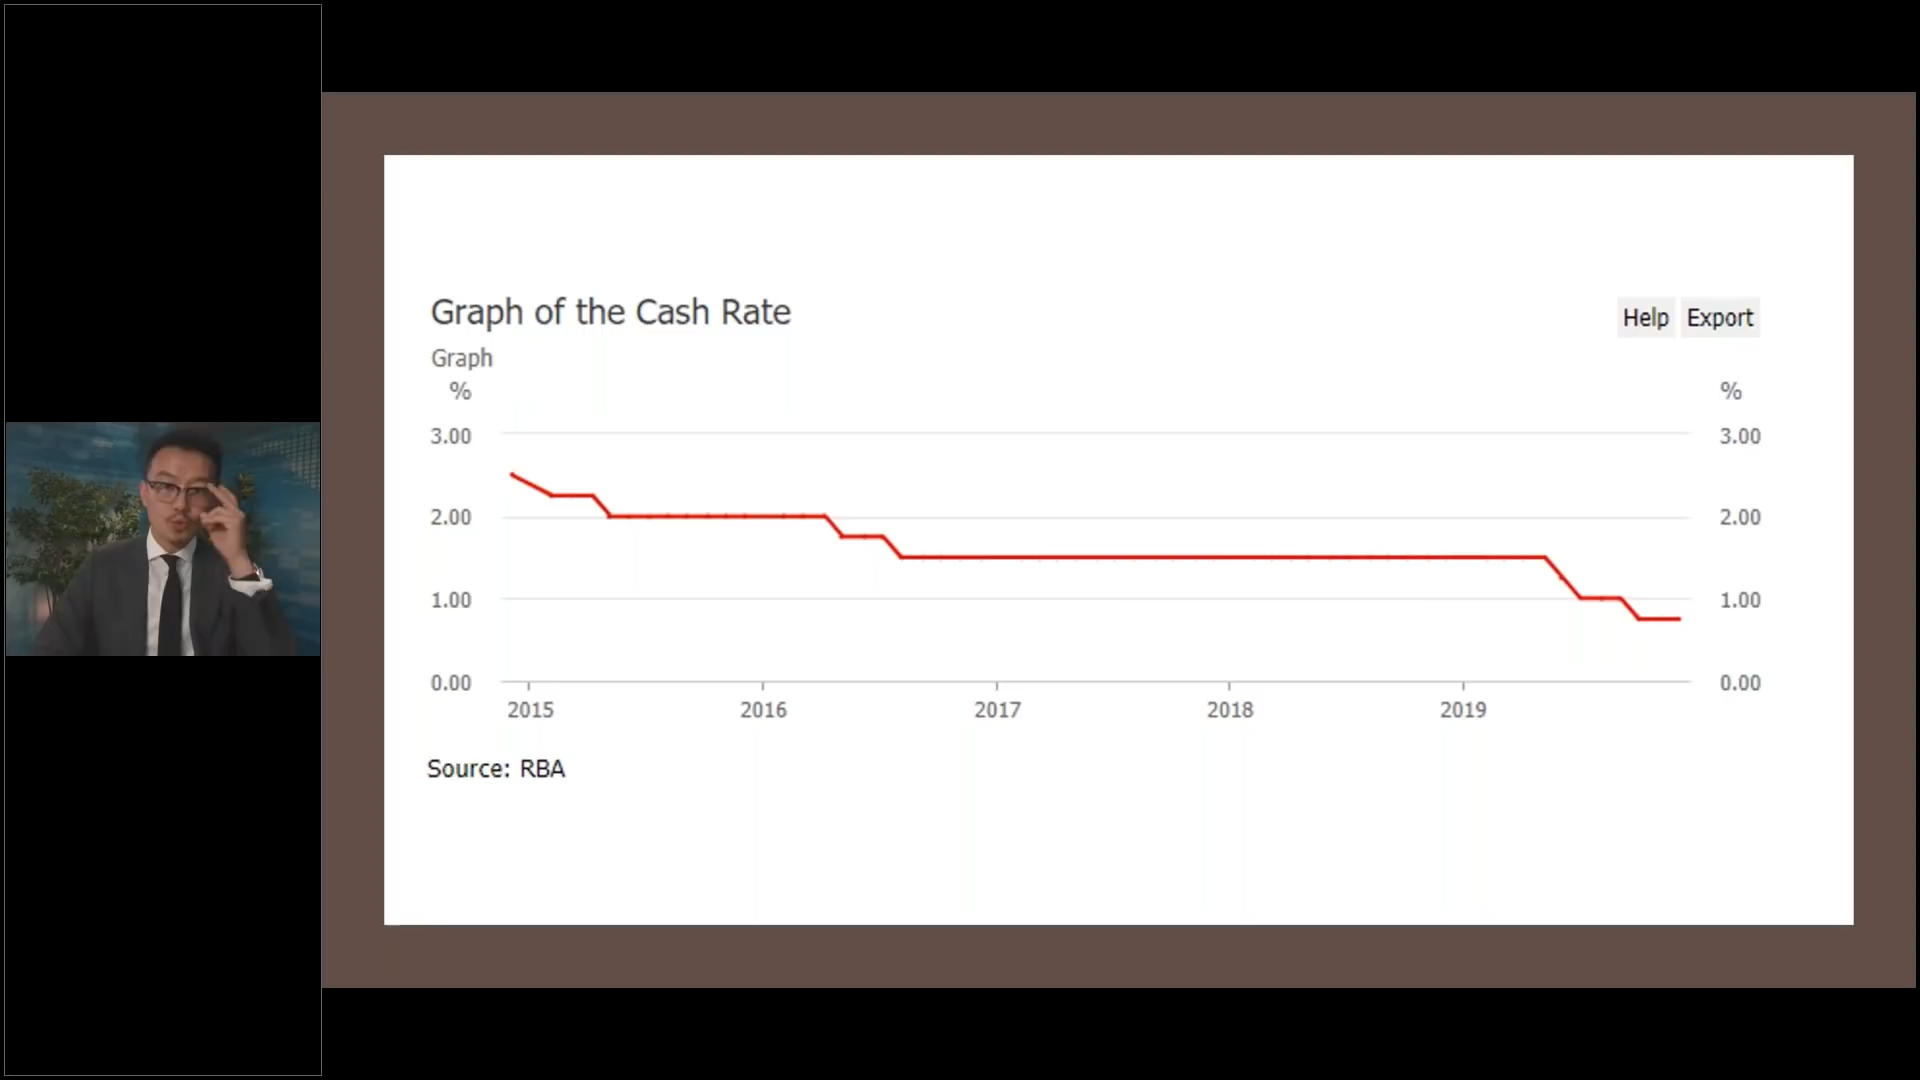 Graph of the Cash Rate
Help Export
Graph
% %
3.00 3.00
2.00 2.00
1.00 1.00
0.00 0.00
2015 2016 2017 2018 2019
Source: RBA